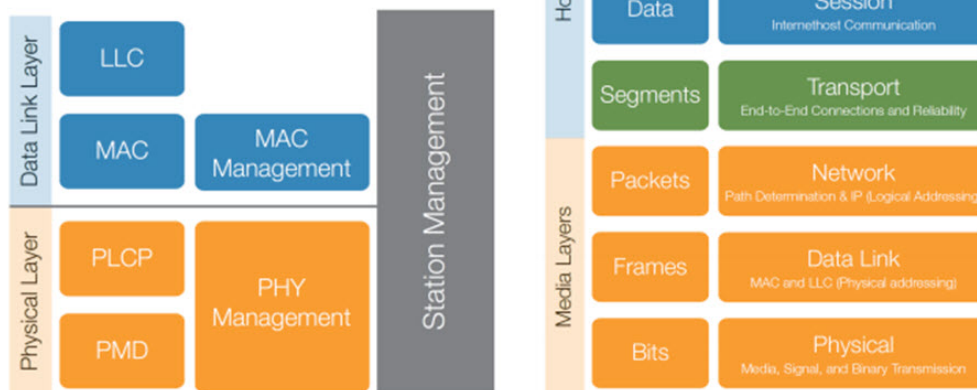 Data Link Layer
LLC
MAC
MAC
Management
Physical Layer
PLCP
PMD
PHY
Management
Station Management
Data
Session
Internethost Communication
Segments
Transport
End-to-End Connections and Reliability
Media Layers
Packets
Network
Path Determination & IP (Logical Addressing
Frames
Data Link
MAC and LLC (Physical addressing)
Bits
Physical
Media, Signal, and Binary Transmission